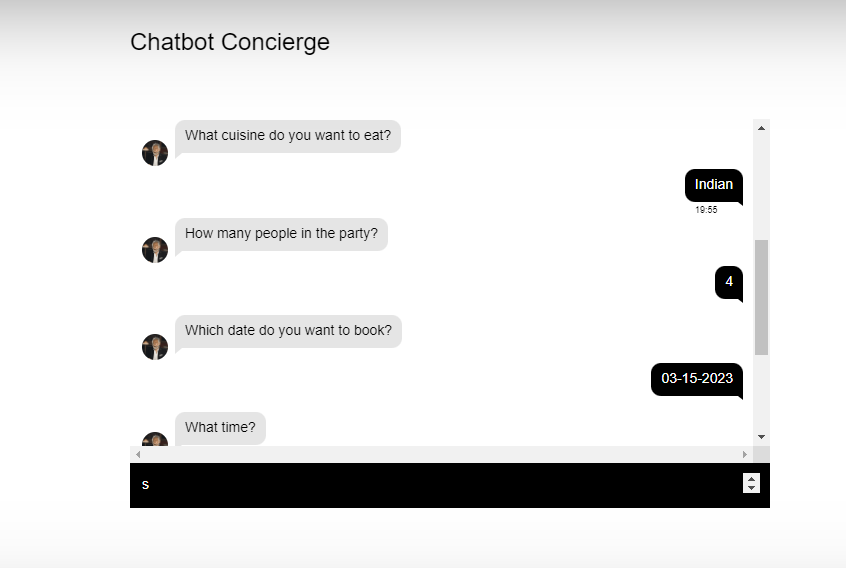 Chatbot Concierge
What cuisine do you want to eat?
Indian
19:55
How many people in the party?
4
Which date do you want to book?
03-15-2023
What time?
s